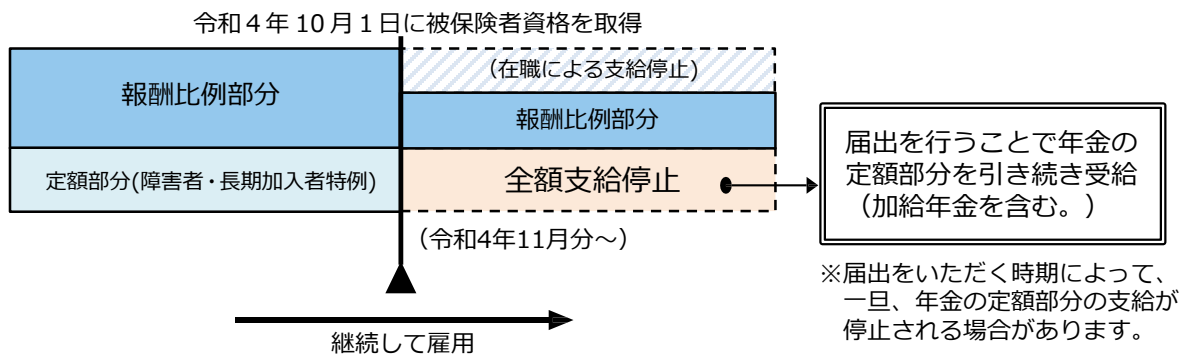 令和４年 10 月１日に被保険者資格を取得
報酬比例部分
(在職による支給停止)
報酬比例部分
定額部分(障害者・長期加入者特例)
全額支給停止
届出を行うことで年金の
定額部分を引き続き受給
（加給年金を含む。）
（令和4年11月分～）
※届出をいただく時期によって、
一旦、年金の定額部分の支給が
停止される場合があります。
継続して雇用